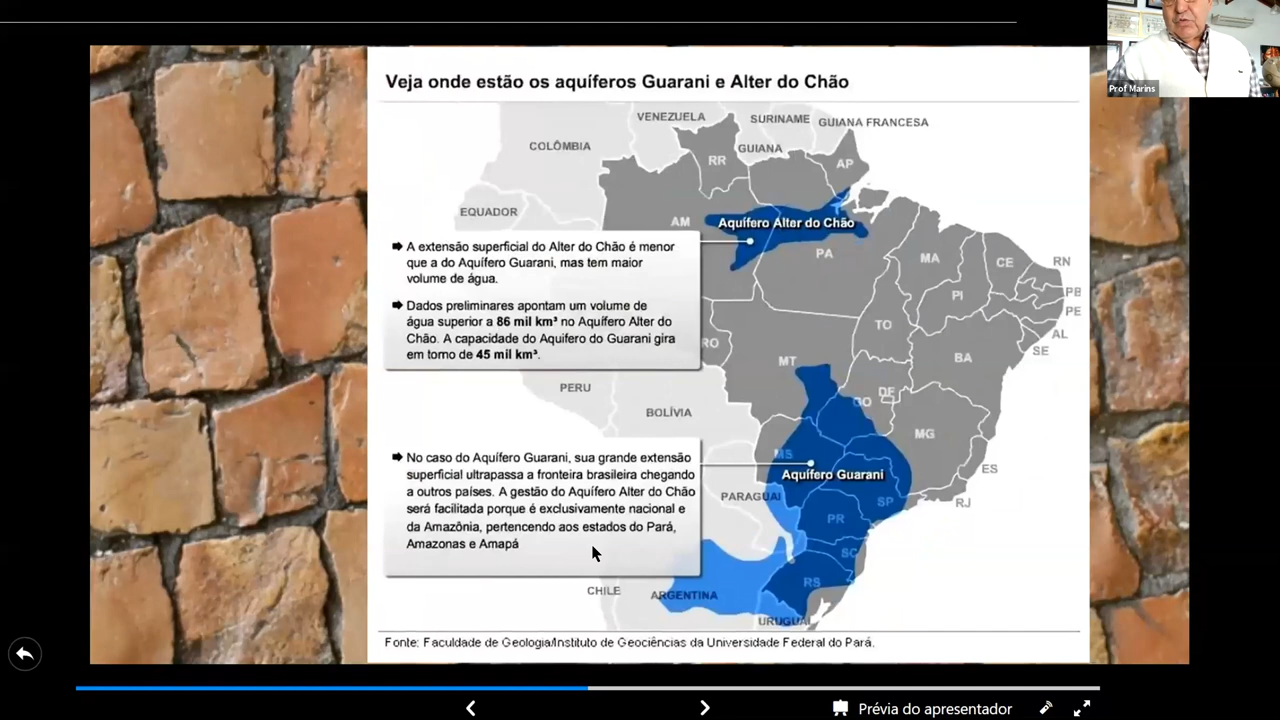 Prof Marins
Veja onde estão os aquíferos Guarani e Alter do Chão
VENEZUELA
SURINAME
GUIANA FRANCESA
COLÔMBIA
GUIANA
RR
AP
EQUADOR
AM
Aquífero Alter do Chão
PA
MA
CE
RN
PI
PB
PE
AL
SE
TO
BA
RO
MT
➡ A extensão superficial do Alter do Chão é menor
que a do Aquífero Guarani, mas tem maior
volume de água.
➡ Dados preliminares apontam um volume de
água superior a 86 mil km³ no Aquífero Alter do
Chão. A capacidade do Aquifero do Guarani gira
em torno de 45 mil km³.
PERU
BOLÍVIA
DF
GO
MG
ES
RJ
MS
Aquífero Guarani
SP
PARAGUAI
PR
SC
RS
➡ No caso do Aquífero Guarani, sua grande extensão
superficial ultrapassa a fronteira brasileira chegando
a outros países. A gestão do Aquífero Alter do Chão
será facilitada porque é exclusivamente nacional e
da Amazônia, pertencendo aos estados do Pará,
Amazonas e Amapá
CHILE
ARGENTINA
URUGUAI
Fonte: Faculdade de Geologia/Instituto de Geociências da Universidade Federal do Pará.
Prévia do apresentador